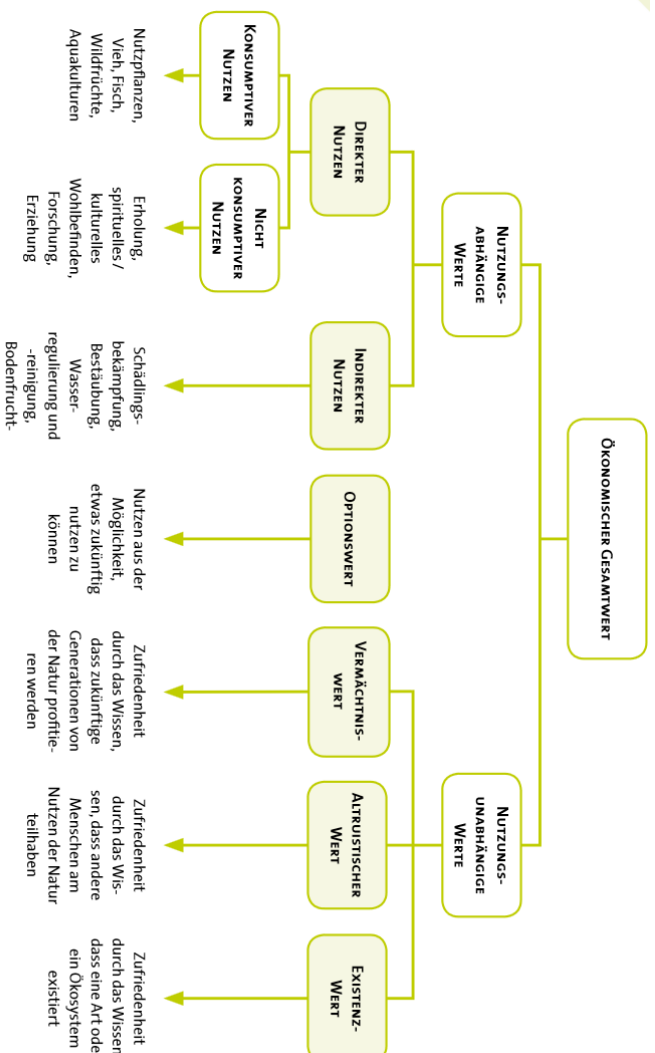 Ökonomischer Gesamtwert
Nutzungs-
abhängige
Werte
Nutzungs-
unabhängige
Werte
Direkter
Nutzen
Indirekter
Nutzen
Optionswert
Vermächtnis-
wert
Altruistischer
Wert
Existenz-
Wert
Konsumptiver
Nutzen
Nicht
konsumptiver
Nutzen
Nutzpflanzen,
Vieh, Fisch,
Wildfrüchte,
Aquakulturen
Erholung,
spirituelles /
kulturelles
Wohlbefinden,
Forschung,
Erziehung
Schädlings-
bekämpfung,
Bestäubung,
Wasser-
regulierung und
-reinigung,
Bodenfrucht-
Nutzen aus der
Möglichkeit,
etwas zukünftig
nutzen zu
können
Zufriedenheit
durch das Wissen,
dass zukünftige
Generationen von
der Natur profitie-
ren werden
Zufriedenheit
durch das Wis-
sen, dass andere
Menschen am
Nutzen der Natur
teilhaben
Zufriedenheit
durch das Wissen
dass eine Art ode
ein Ökosystem
existiert